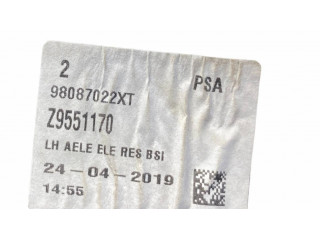 2 PSA
98087022XT
Z9551170
LH AELE ELE RES BSI
24-04-2019
14:55